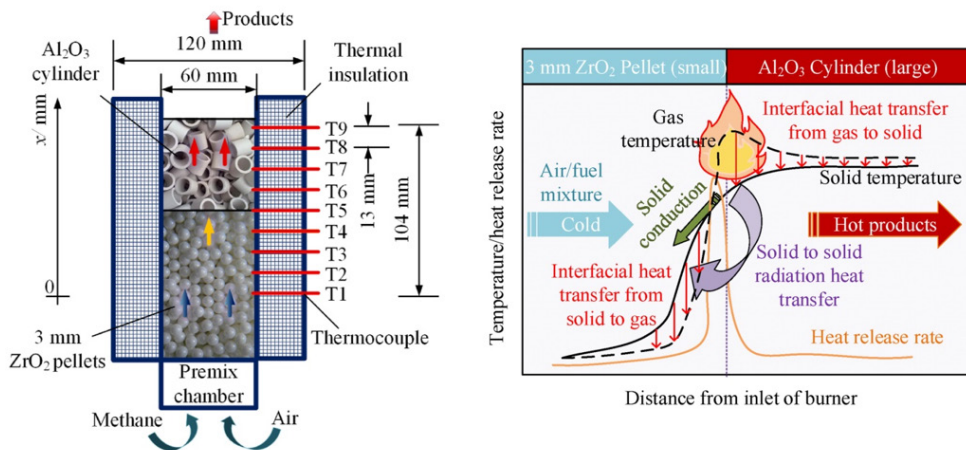 Products
120 mm
Al₂O₃
cylinder
Thermal
insulation
60 mm
x/ mm
T9
T8
T7
T6
T5
T4
T3
T2
T1
13 mm
104 mm
0
3 mm
ZrO₂ pellets
Thermocouple
Premix
chamber
Methane
Air
3 mm ZrO₂ Pellet (small)
Al₂O₃ Cylinder (large)
Temperature/heat release rate
Gas
temperature
Interfacial heat transfer
from gas to solid
Air/fuel
mixture
Cold
Solid
conduction
Solid temperature
Hot products
Interfacial heat
transfer from
solid to gas
Solid to solid
radiation heat
transfer
Heat release rate
Distance from inlet of burner